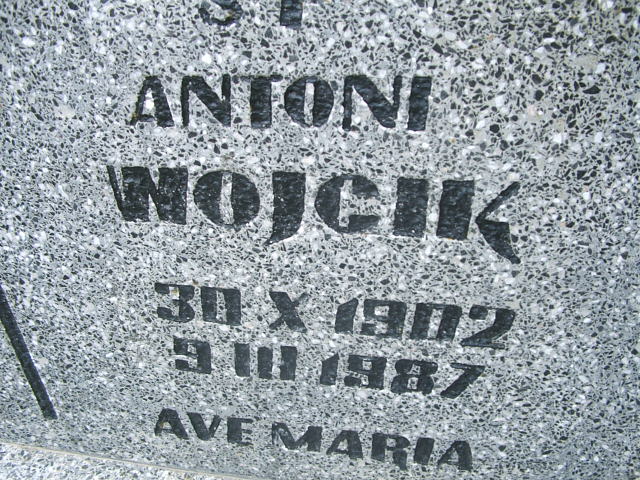 ANTONI
WOJCIK
30 X 1902
9 III 1987
AVE MARIA